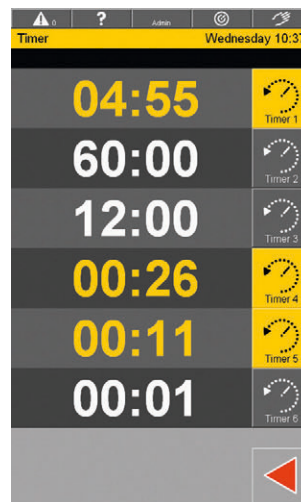 0 ? Admin
Timer Wednesday 10:37
04:55 Timer 1
60:00 Timer 2
12:00 Timer 3
00:26 Timer 4
00:11 Timer 5
00:01 Timer 6